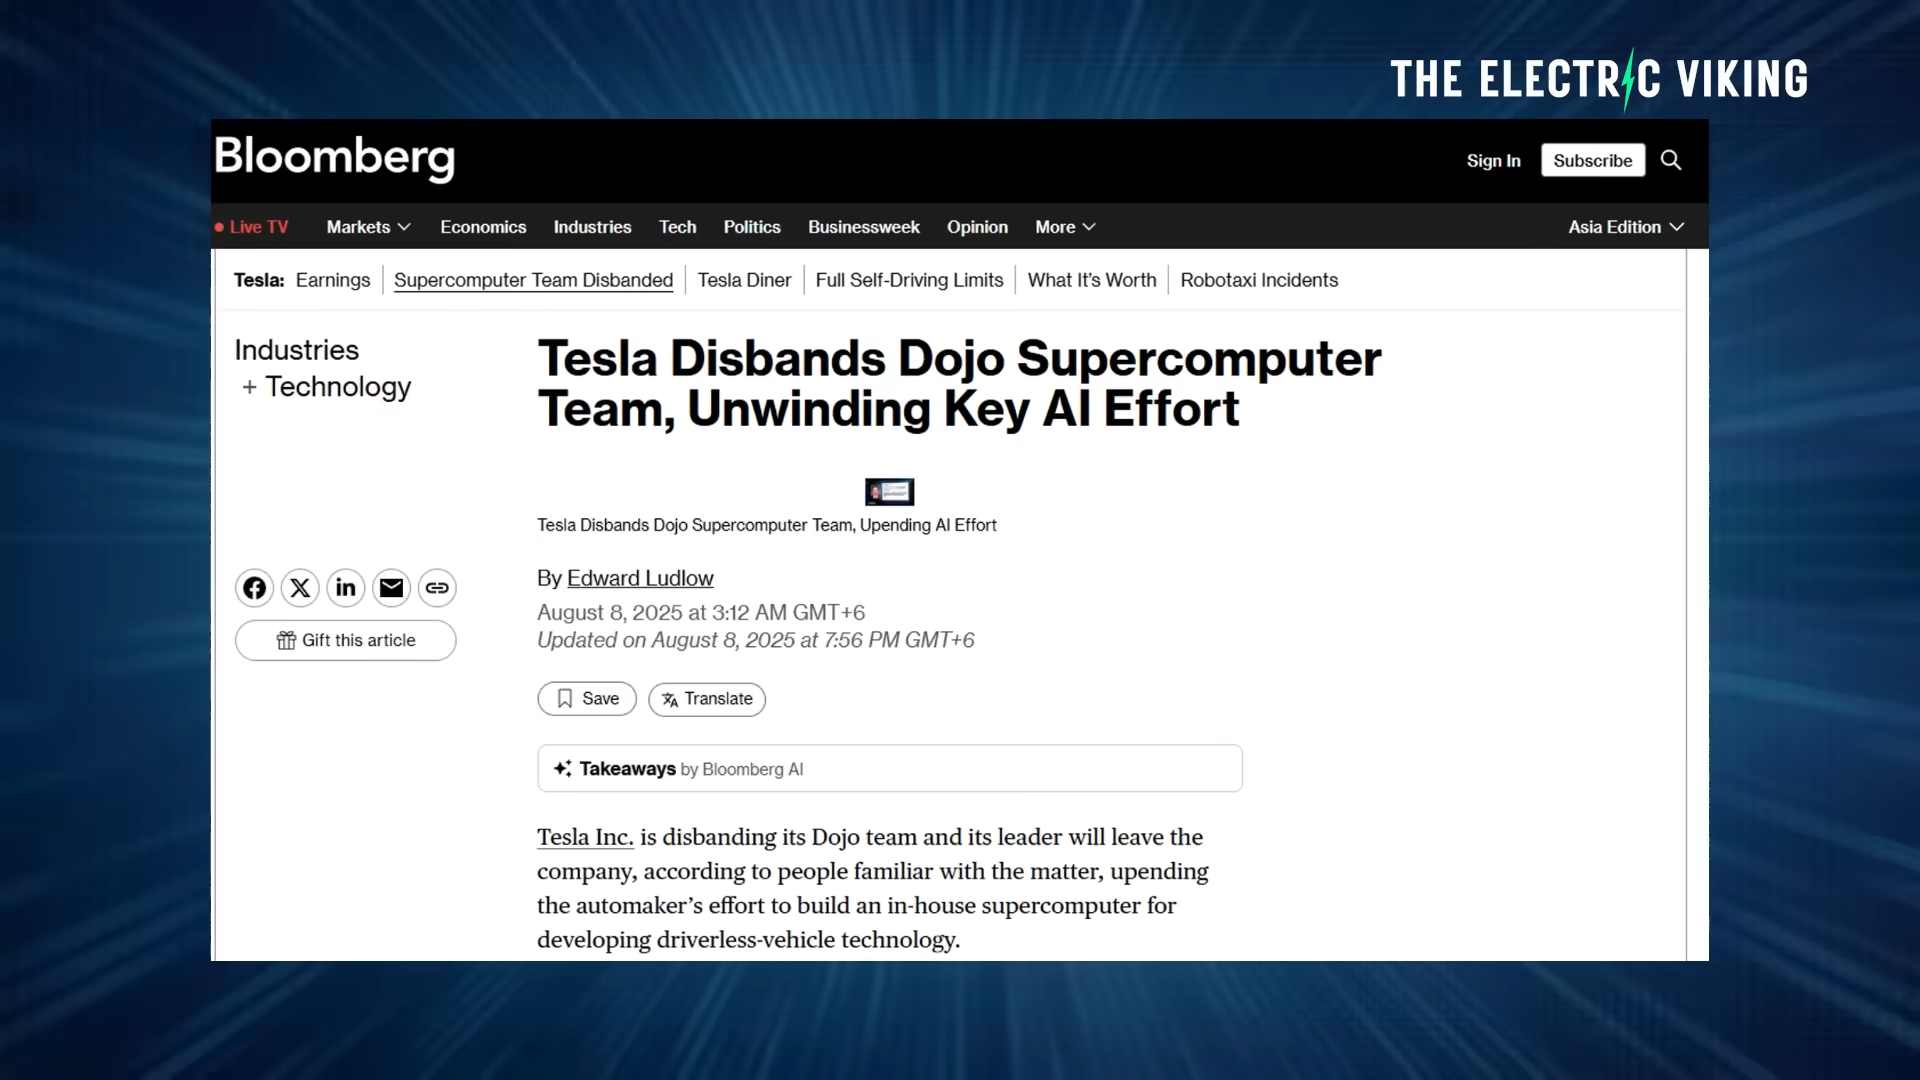 THE ELECTRIC VIKING
Bloomberg
Sign In
Subscribe
Live TV
Markets
Economics
Industries
Tech
Politics
Businessweek
Opinion
More
Asia Edition
Tesla:
Earnings
Supercomputer Team Disbanded
Tesla Diner
Full Self-Driving Limits
What It's Worth
Robotaxi Incidents
Industries
+ Technology
Tesla Disbands Dojo Supercomputer
Team, Unwinding Key AI Effort
Tesla Disbands Dojo Supercomputer Team, Upending AI Effort
By Edward Ludlow
August 8, 2025 at 3:12 AM GMT+6
Updated on August 8, 2025 at 7:56 PM GMT+6
Gift this article
Save
Translate
Takeaways by Bloomberg AI
Tesla Inc. is disbanding its Dojo team and its leader will leave the
company, according to people familiar with the matter, upending
the automaker’s effort to build an in-house supercomputer for
developing driverless-vehicle technology.